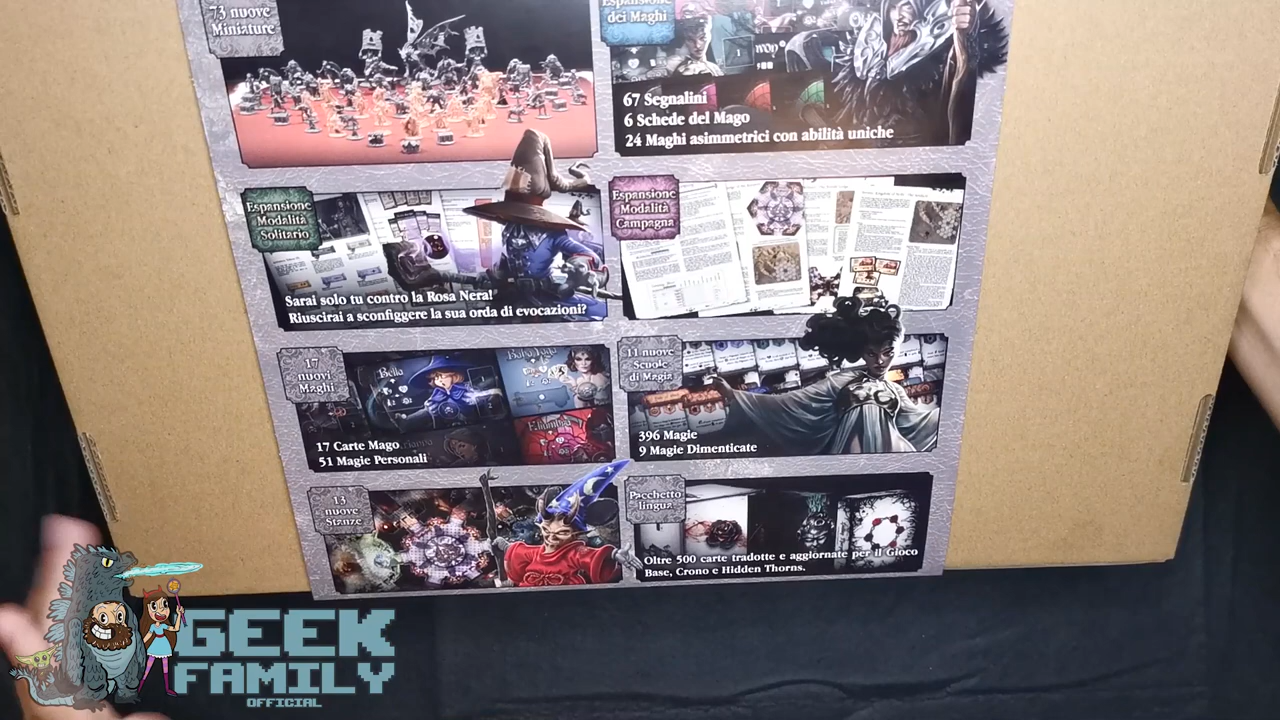 73 nuove
Miniature
Espansione
dei Maghi
67 Segnalini
6 Schede del Mago
24 Maghi asimmetrici con abilità uniche
Espansione
Modalità
Solitario
Sarai solo tu contro la Rosa Nera!
Riuscirai a sconfiggere la sua orda di evocazioni?
Espansione
Modalità
Campagna
17
nuovi
Maghi
Bella
Baba Yaga
17 Carte Mago
51 Magie Personali
11 nuove
Scuole
di Magia
396 Magie
9 Magie Dimenticate
13
nuove
Stanze
Pacchetto
lingua
Oltre 500 carte tradotte e aggiornate per il Gioco
Base, Crono e Hidden Thorns.
GEEK
FAMILY
OFFICIAL